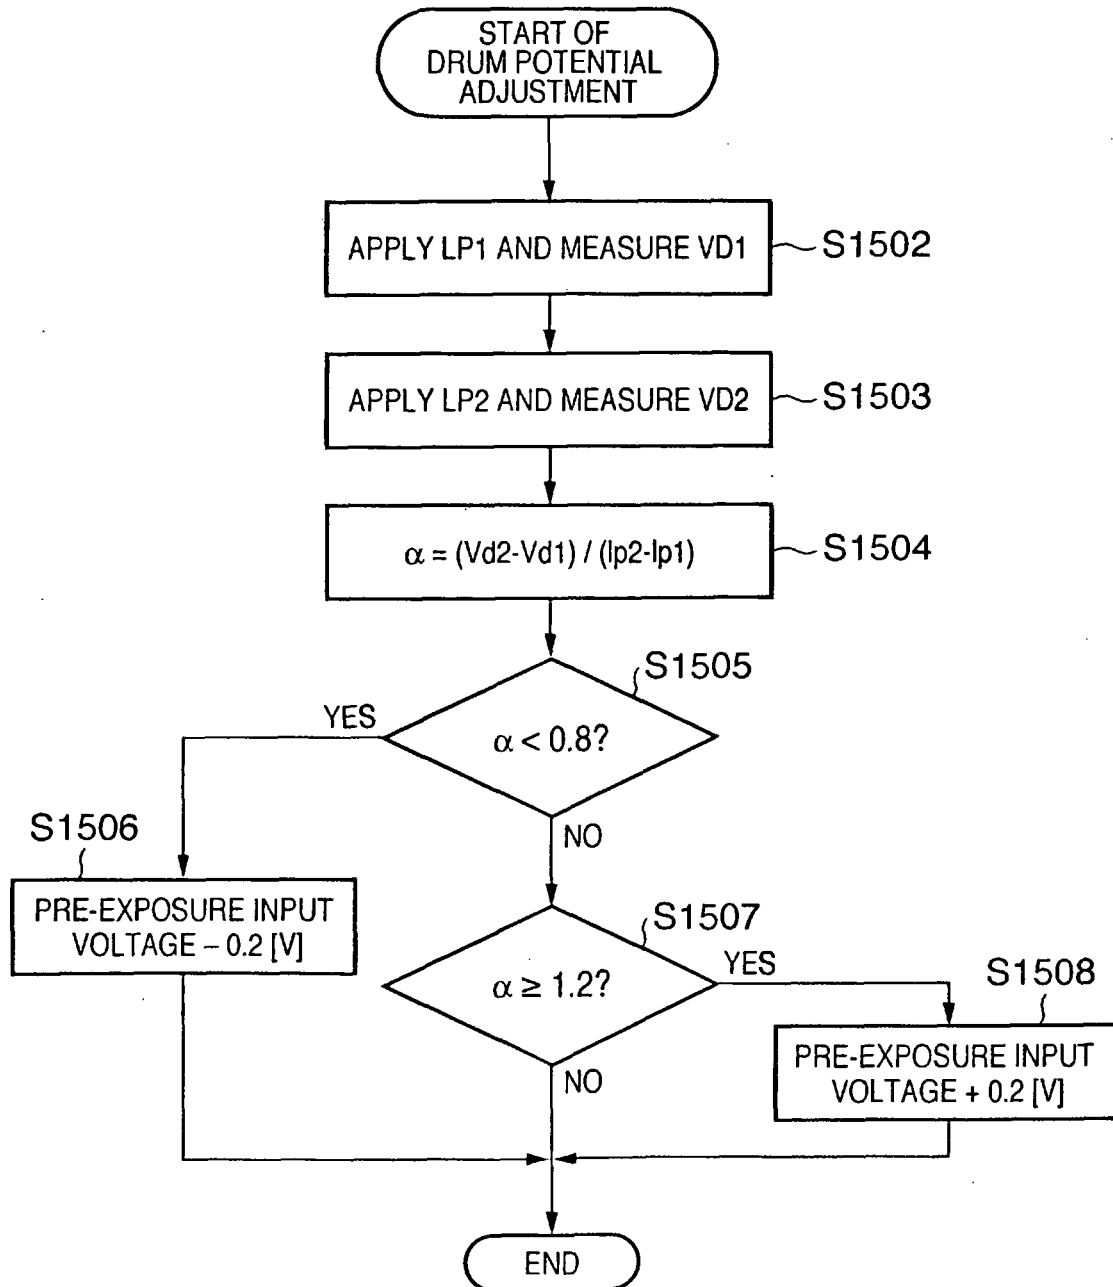 START OF
DRUM POTENTIAL
ADJUSTMENT
APPLY LP1 AND MEASURE VD1
S1502
APPLY LP2 AND MEASURE VD2
S1503
α = (Vd2-Vd1) / (lp2-lp1)
S1504
S1505
α < 0.8?
YES
NO
S1506
PRE-EXPOSURE INPUT
VOLTAGE – 0.2 [V]
S1507
α ≥ 1.2?
YES
NO
S1508
PRE-EXPOSURE INPUT
VOLTAGE + 0.2 [V]
END